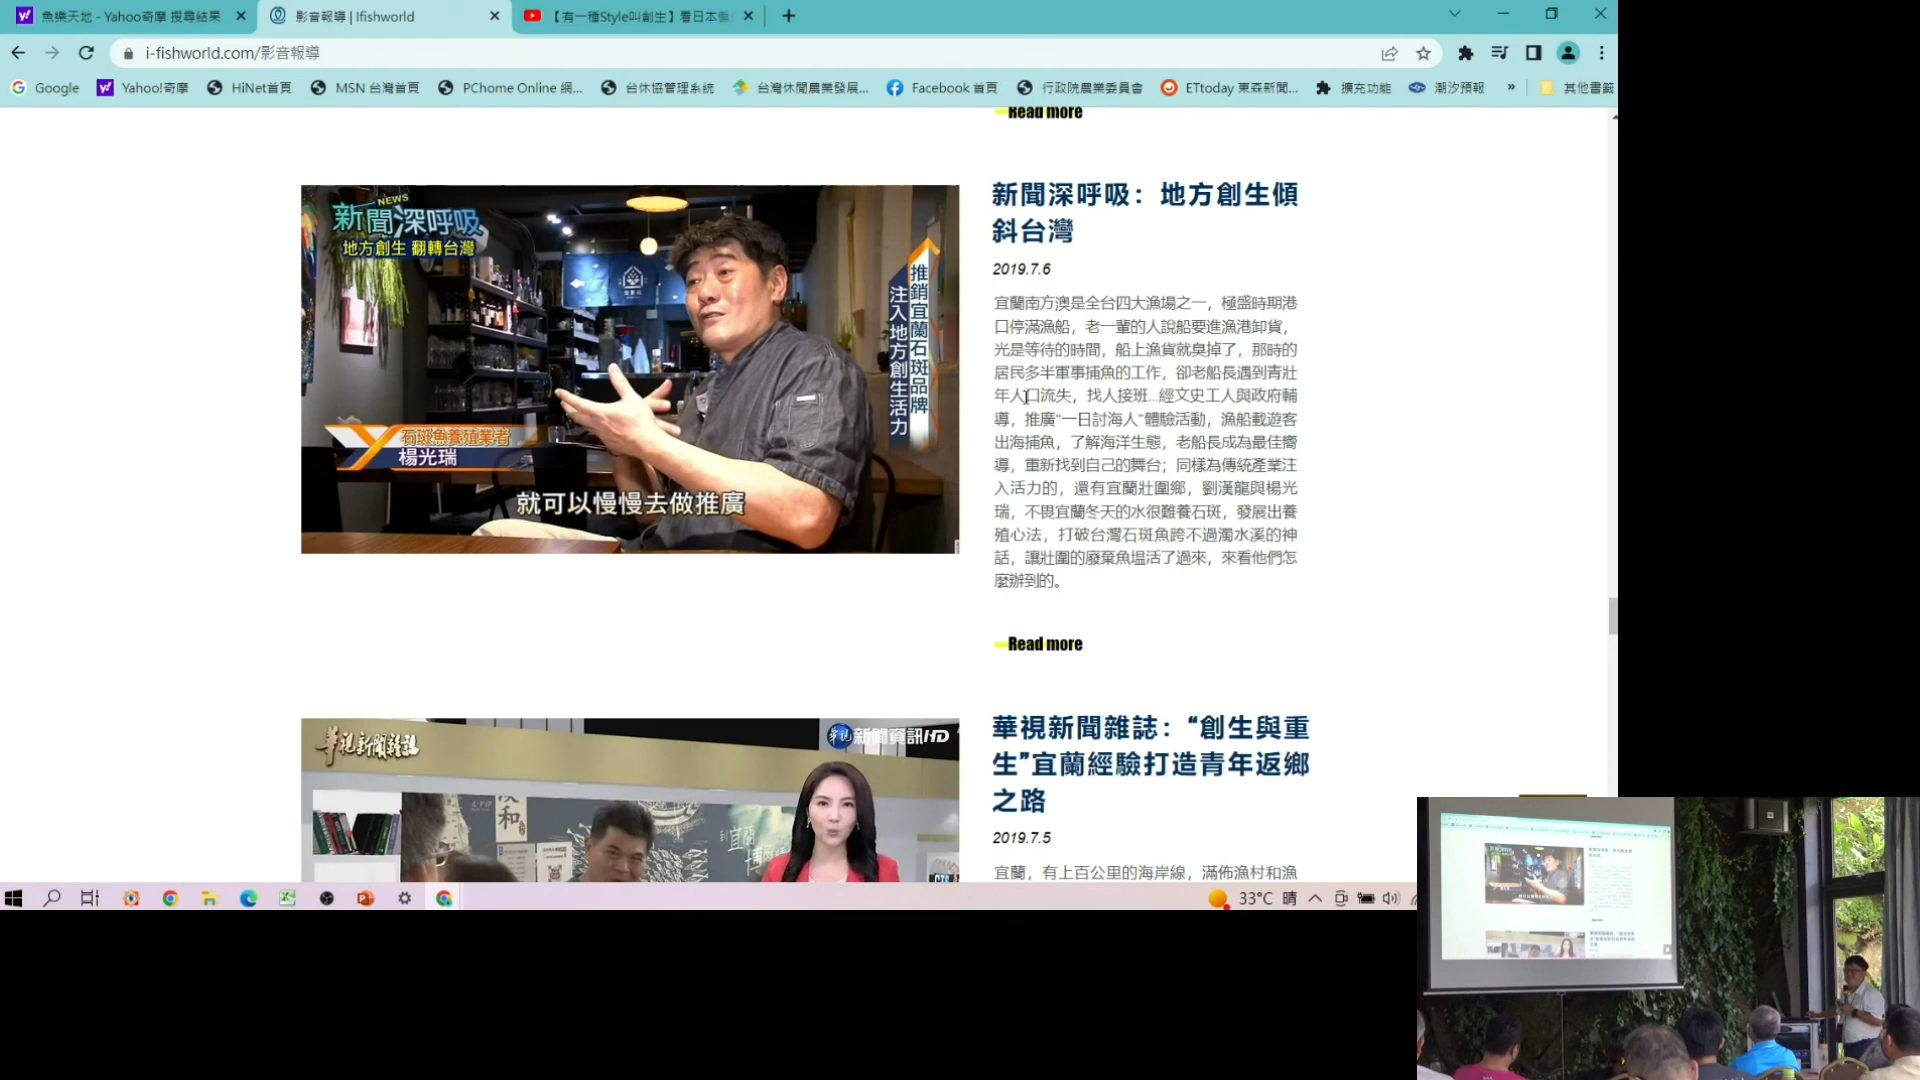 魚樂天地 - Yahoo奇摩 搜尋結果
影音報導 | Ifishworld
【有一種Style叫創生】看日本偏
i-fishworld.com/影音報導
Google
Yahoo!奇摩
HiNet首頁
MSN 台灣首頁
PChome Online 網...
台休協管理系統
台灣休閒農業發展...
Facebook 首頁
行政院農業委員會
ETtoday 東森新聞...
擴充功能
潮汐預報
»
其他書籤
Read more
NEWS
新聞深呼吸
地方創生 翻轉台灣
推銷宜蘭石斑品牌
注入地方創生活力
石斑魚養殖業者
楊光瑞
就可以慢慢去做推廣
新聞深呼吸：地方創生傾
斜台灣
2019.7.6
宜蘭南方澳是全台四大漁場之一，極盛時期港
口停滿漁船，老一輩的人說船要進漁港卸貨，
光是等待的時間，船上漁貨就臭掉了，那時的
居民多半軍事捕魚的工作，卻老船長遇到青壯
年人口流失，找人接班...經文史工人與政府輔
導，推廣“一日討海人”體驗活動，漁船載遊客
出海捕魚，了解海洋生態，老船長成為最佳嚮
導，重新找到自己的舞台；同樣為傳統產業注
入活力的，還有宜蘭壯圍鄉，劉漢龍與楊光
瑞，不畏宜蘭冬天的水很難養石斑，發展出養
殖心法，打破台灣石斑魚跨不過濁水溪的神
話，讓壯圍的廢棄魚塭活了過來，來看他們怎
麼辦到的。
Read more
華視新聞雜誌
華視新聞資訊HD
華視新聞雜誌：“創生與重
生”宜蘭經驗打造青年返鄉
之路
2019.7.5
宜蘭，有上百公里的海岸線，滿佈漁村和漁
33°C 晴